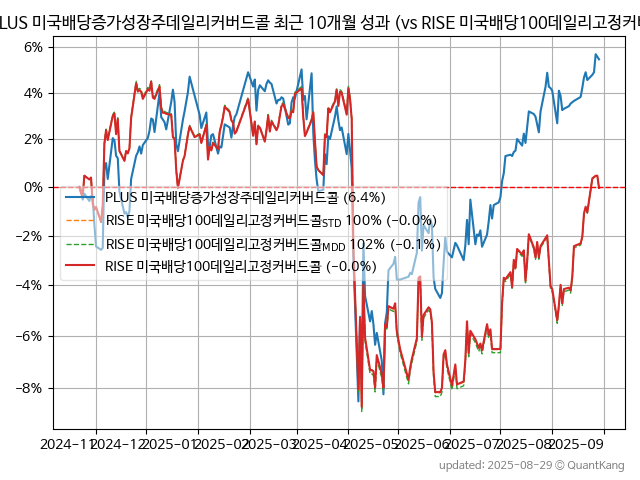 PLUS 미국배당증가성장주데일리커버드콜 최근 10개월 성과 (vs RISE 미국배당100데일리고정커버
6%
4%
2%
0%
−2%
−4%
−6%
−8%
PLUS 미국배당증가성장주데일리커버드콜 (6.4%)
RISE 미국배당100데일리고정커버드콜STD 100% (−0.0%)
RISE 미국배당100데일리고정커버드콜MDD 102% (−0.1%)
RISE 미국배당100데일리고정커버드콜 (−0.0%)
2024-11 2024-12 2025-01 2025-02 2025-03 2025-04 2025-05 2025-06 2025-07 2025-08 2025-09
updated: 2025-08-29 © QuantKang